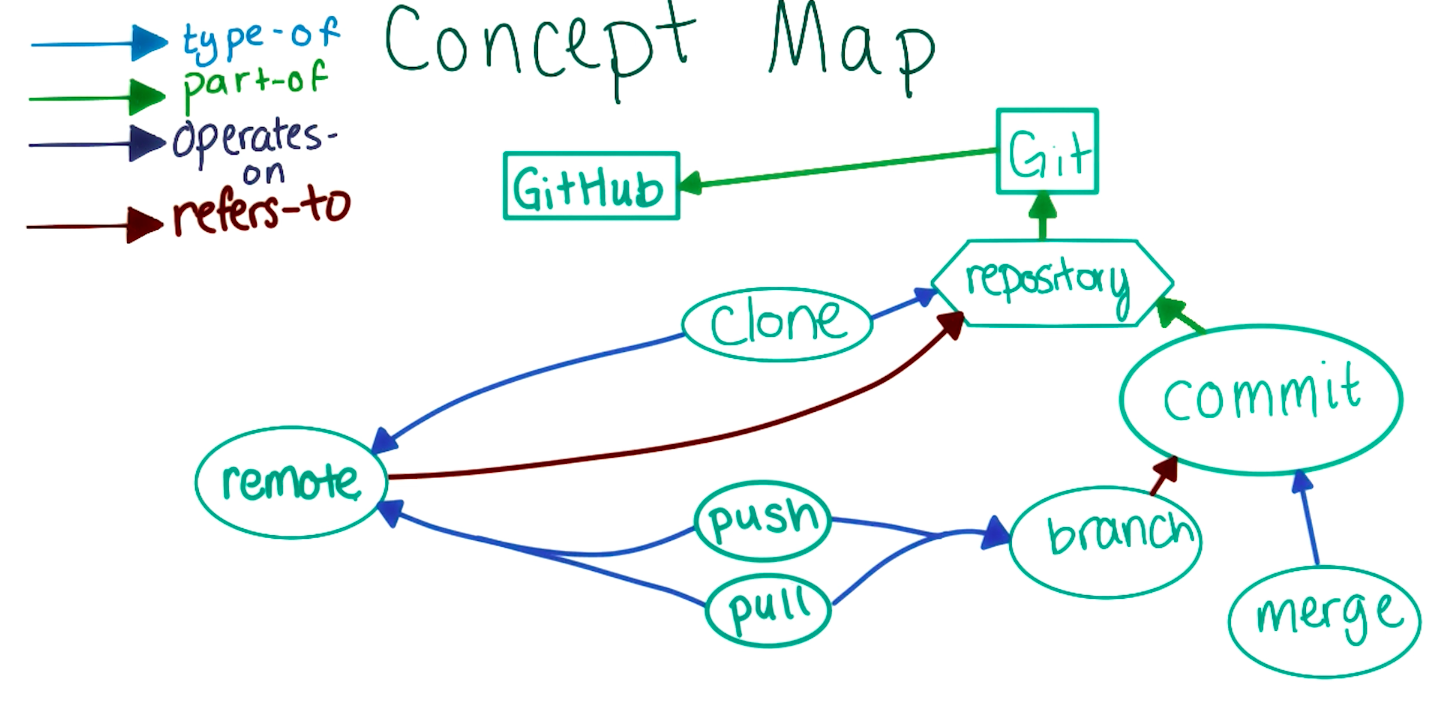 type-of
part-of
operates-
on
refers-to
Concept Map
Git
GitHub
repository
Clone
commit
remote
push
branch
pull
merge